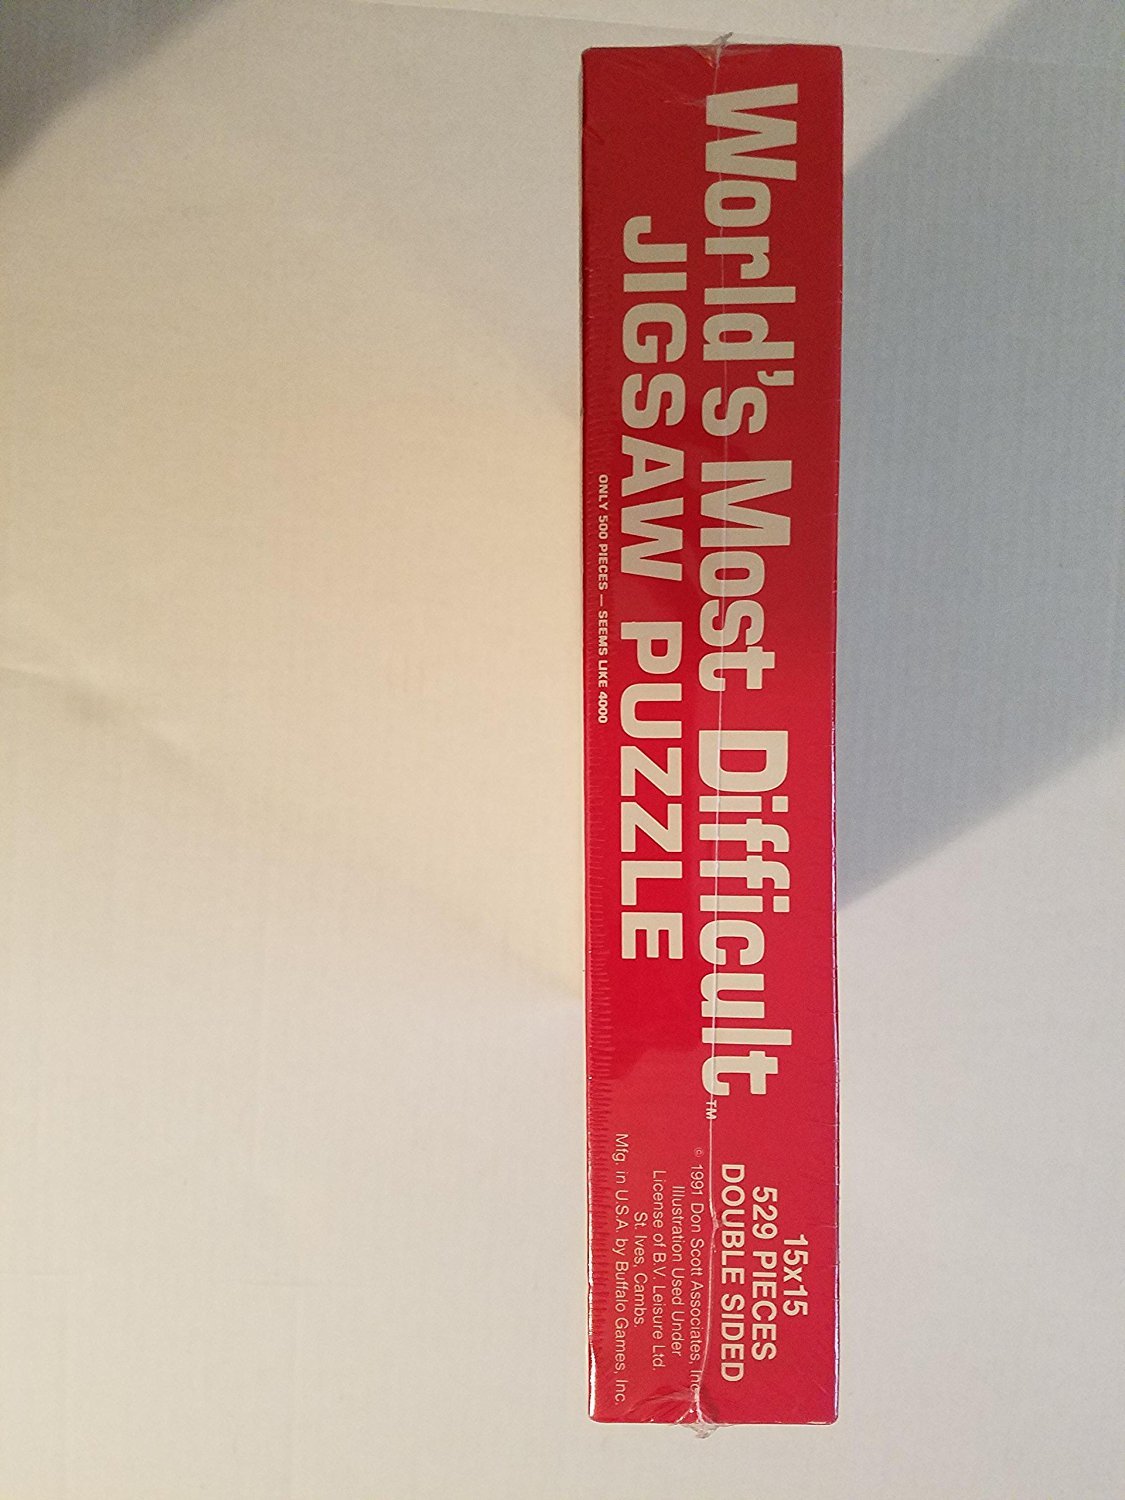 World's Most Difficult™
JIGSAW PUZZLE
ONLY 500 PIECES — SEEMS LIKE 4000
15x15
529 PIECES
DOUBLE SIDED
© 1991 Don Scott Associates, Inc.
Illustration Used Under
License of B.V. Leisure Ltd.
St. Ives, Cambs.
Mfg. in U.S.A. by Buffalo Games, Inc.